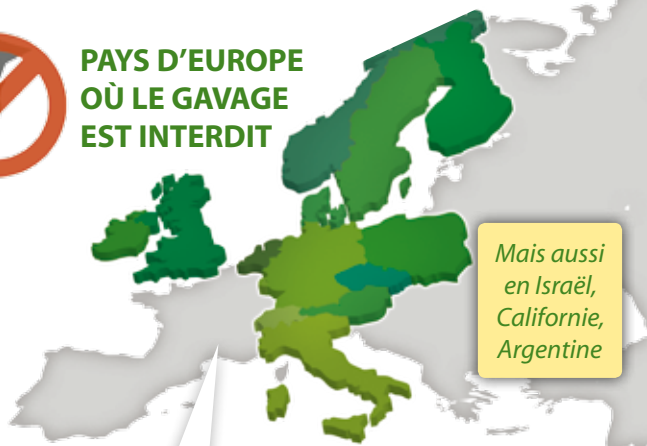 PAYS D’EUROPE
OÙ LE GAVAGE
EST INTERDIT
Mais aussi
en Israël,
Californie,
Argentine